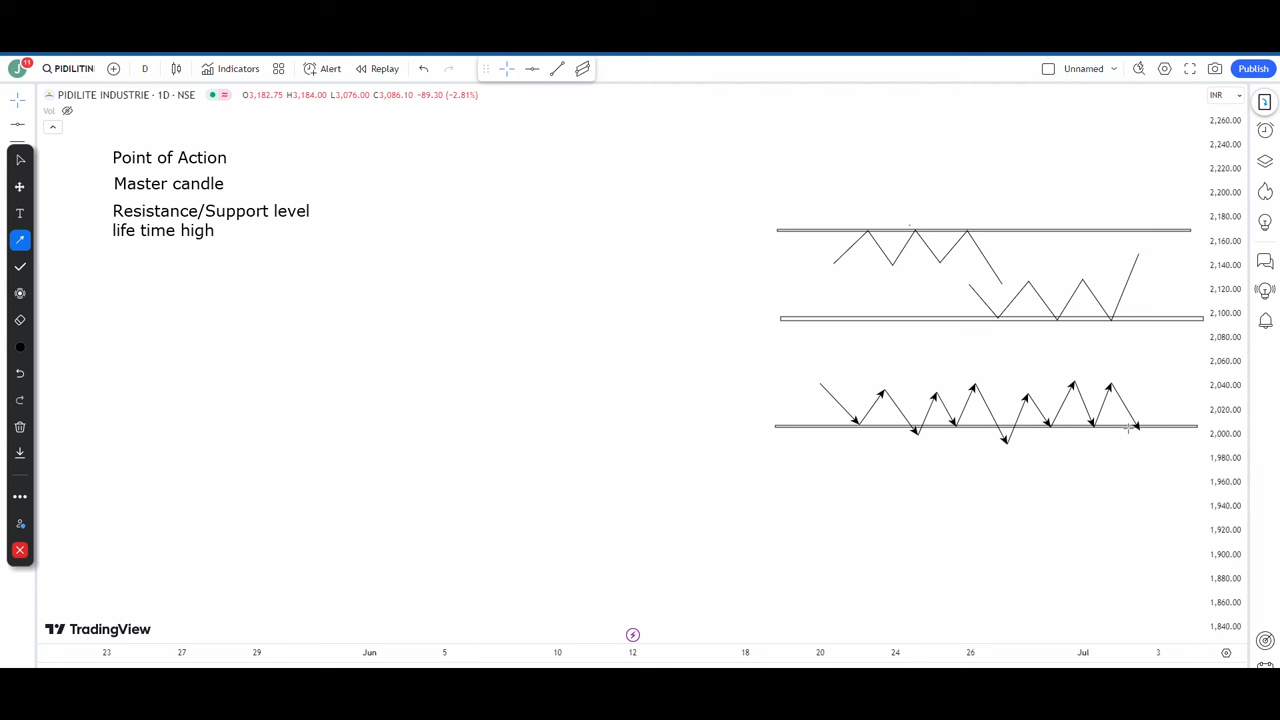 J 11 PIDILITIN D Indicators Alert Replay Unnamed Publish
PIDILITE INDUSTRIE · 1D · NSE O3,182.75 H3,184.00 L3,076.00 C3,086.10 −89.30 (−2.81%) INR
Vol
Point of Action
Master candle
Resistance/Support level
life time high
2,260.00
2,240.00
2,220.00
2,200.00
2,180.00
2,160.00
2,140.00
2,120.00
2,100.00
2,080.00
2,060.00
2,040.00
2,020.00
2,000.00
1,980.00
1,960.00
1,940.00
1,920.00
1,900.00
1,880.00
1,860.00
1,840.00
T
TradingView
23 27 29 Jun 5 10 12 18 20 24 26 Jul 3